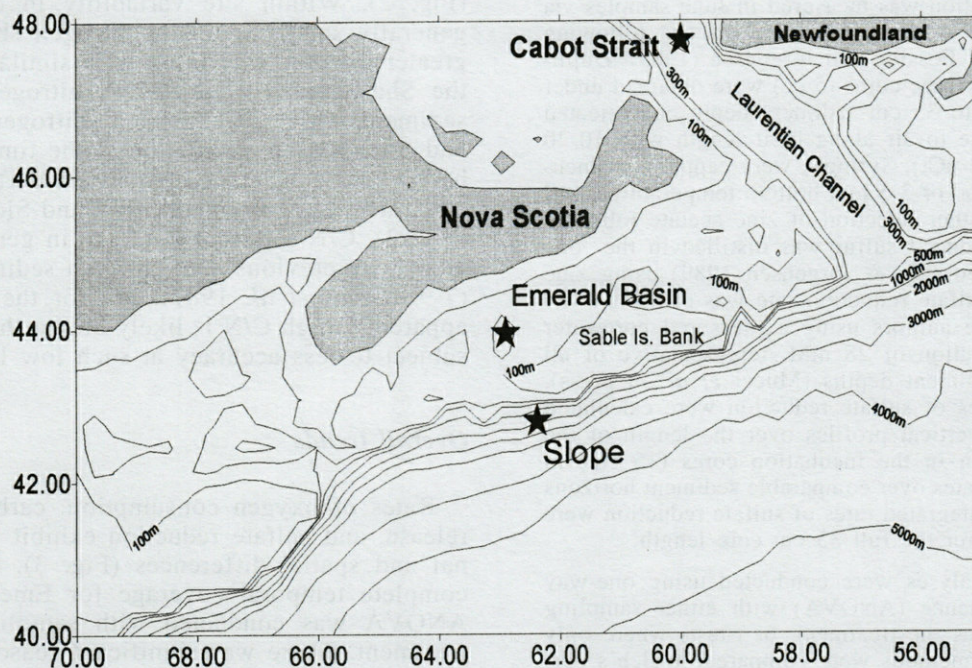 48.00
46.00
44.00
42.00
40.00
70.00 68.00 66.00 64.00 62.00 60.00 58.00 56.00
Cabot Strait
Newfoundland
100m
300m
100m
Laurentian Channel
100m
300m
500m
1000m
2000m
3000m
Nova Scotia
Emerald Basin
100m
Sable Is. Bank
100m
Slope
4000m
5000m
100m